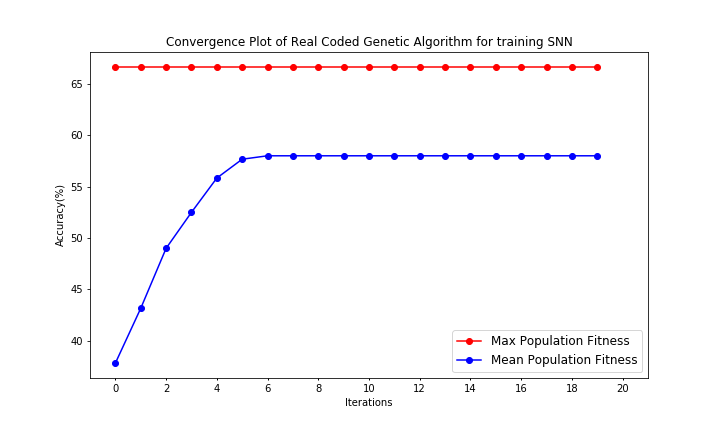 Convergence Plot of Real Coded Genetic Algorithm for training SNN
65
60
55
50
45
40
Accuracy(%)
Max Population Fitness
Mean Population Fitness
0 2 4 6 8 10 12 14 16 18 20
Iterations